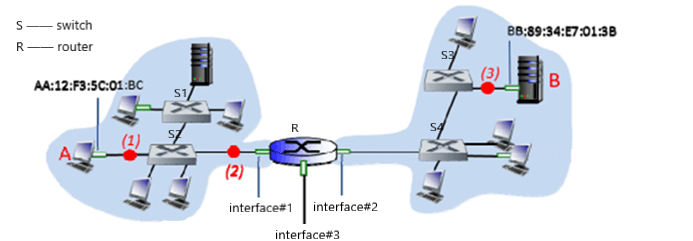 S —— switch
R —— router
AA:12:F3:5C:01:BC
BB:89:34:E7:01:3B
S1
S2
S3
S4
R
A
B
(1)
(2)
(3)
interface#1
interface#2
interface#3